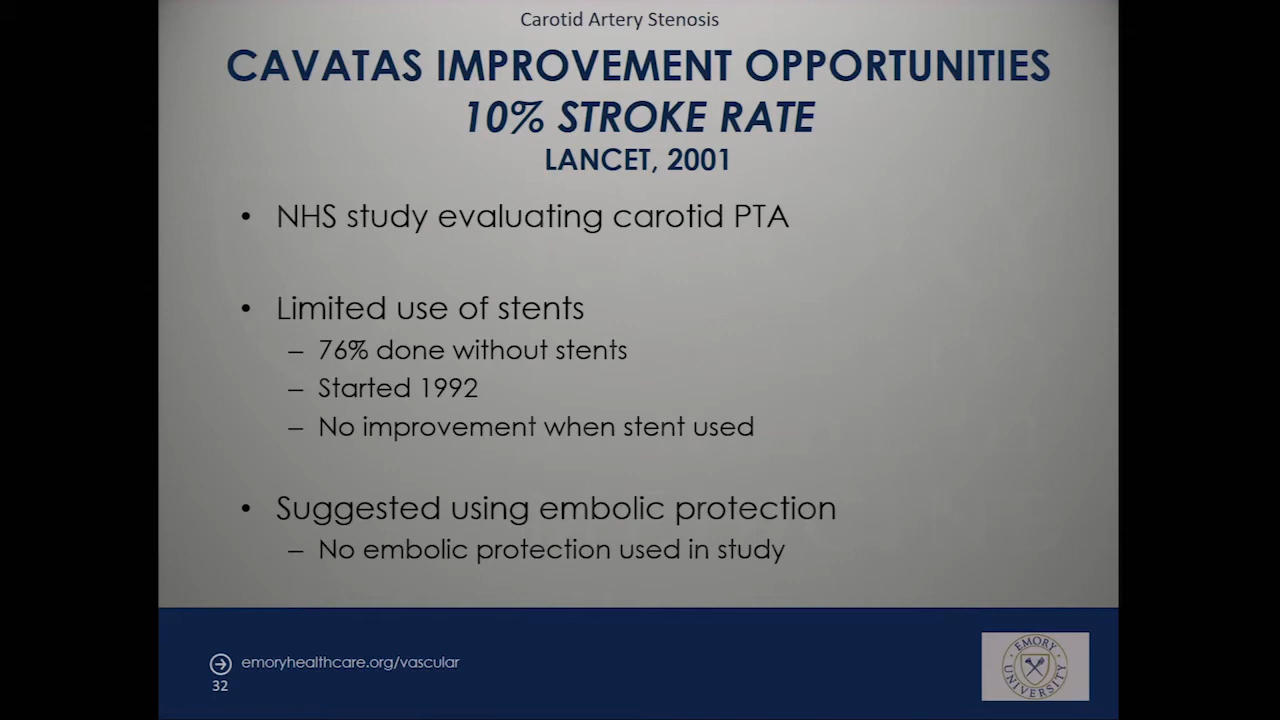 Carotid Artery Stenosis
CAVATAS IMPROVEMENT OPPORTUNITIES
10% STROKE RATE
LANCET, 2001
• NHS study evaluating carotid PTA
• Limited use of stents
– 76% done without stents
– Started 1992
– No improvement when stent used
• Suggested using embolic protection
– No embolic protection used in study
emoryhealthcare.org/vascular
32
EMORY
UNIVERSITY